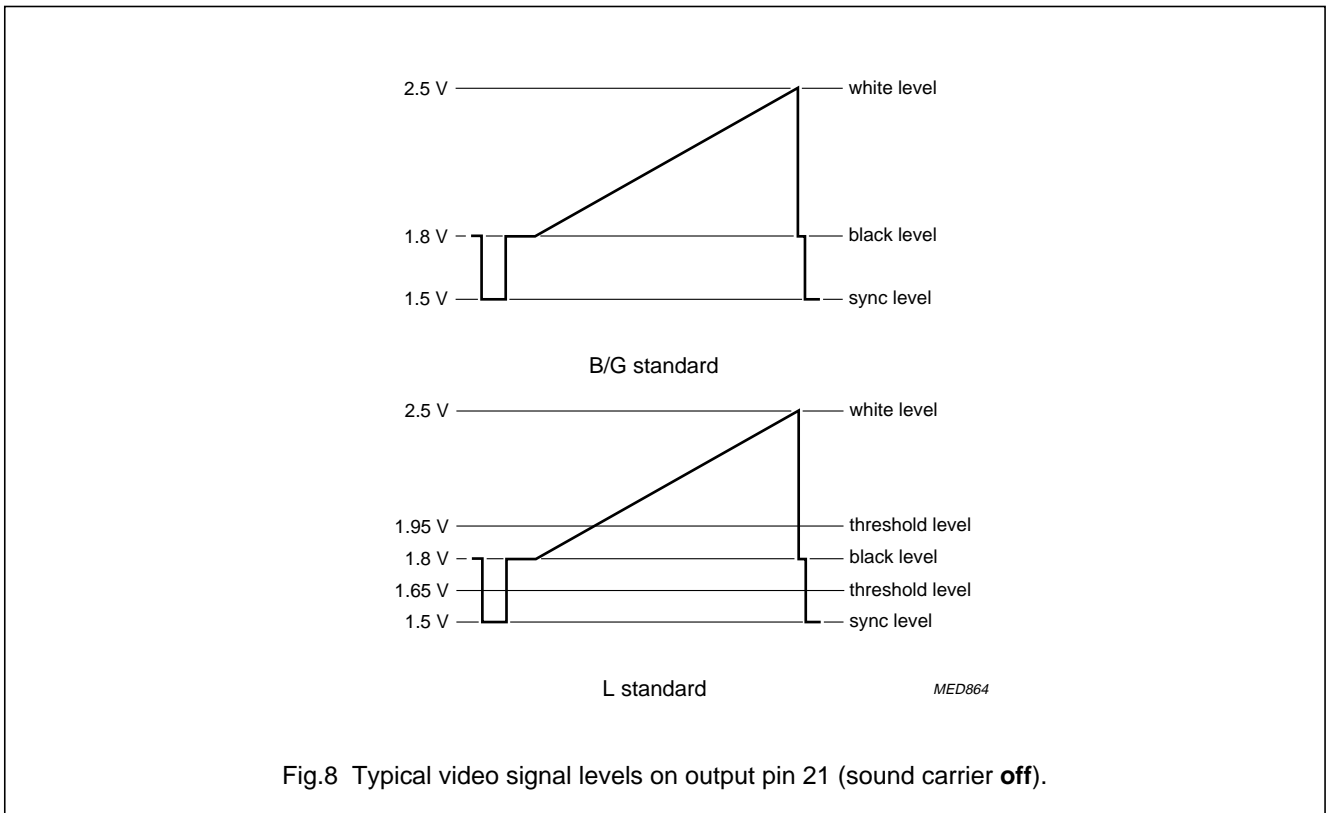 2.5 V white level
1.8 V black level
1.5 V sync level
B/G standard
2.5 V white level
1.95 V threshold level
1.8 V black level
1.65 V threshold level
1.5 V sync level
L standard
MED864
Fig.8 Typical video signal levels on output pin 21 (sound carrier off).